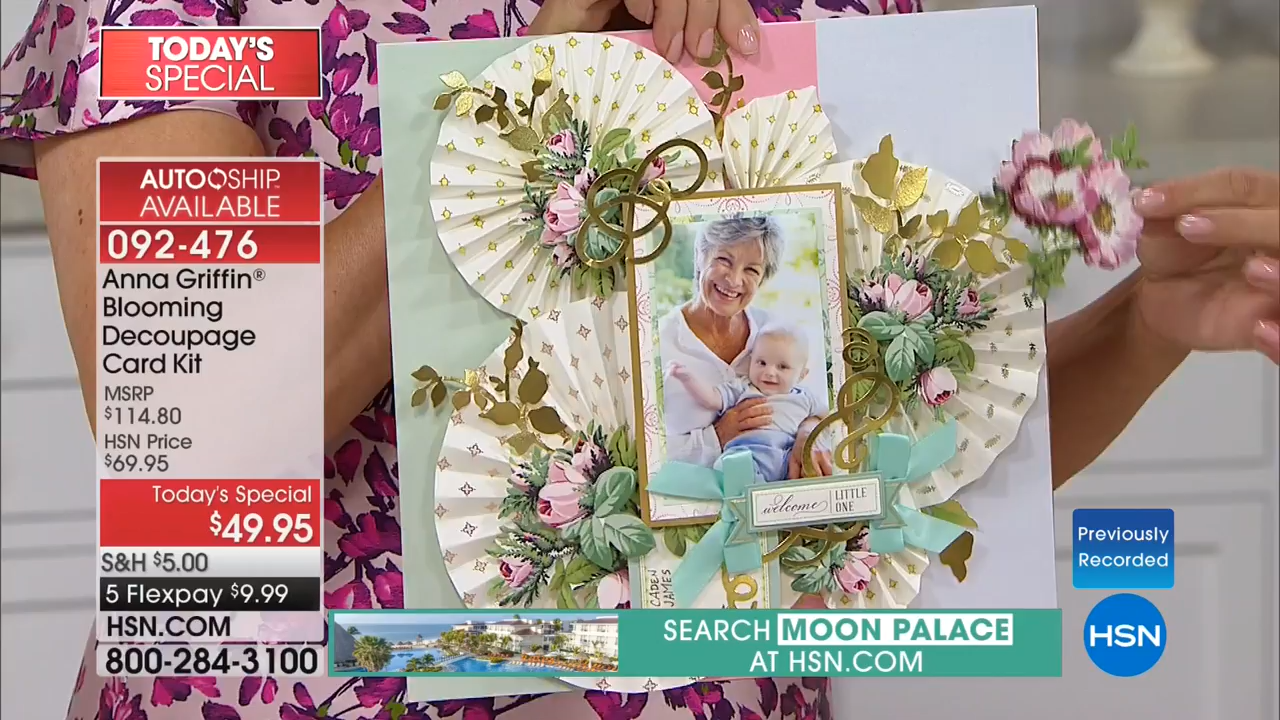 TODAY'S
SPECIAL
AUTOSHIP™
AVAILABLE
092-476
Anna Griffin®
Blooming
Decoupage
Card Kit
MSRP
$114.80
HSN Price
$69.95
Today's Special
$49.95
S&H $5.00
5 Flexpay $9.99
HSN.COM
800-284-3100
welcome LITTLE
ONE
CADEN
JAMES
Previously
Recorded
HSN
SEARCH MOON PALACE
AT HSN.COM